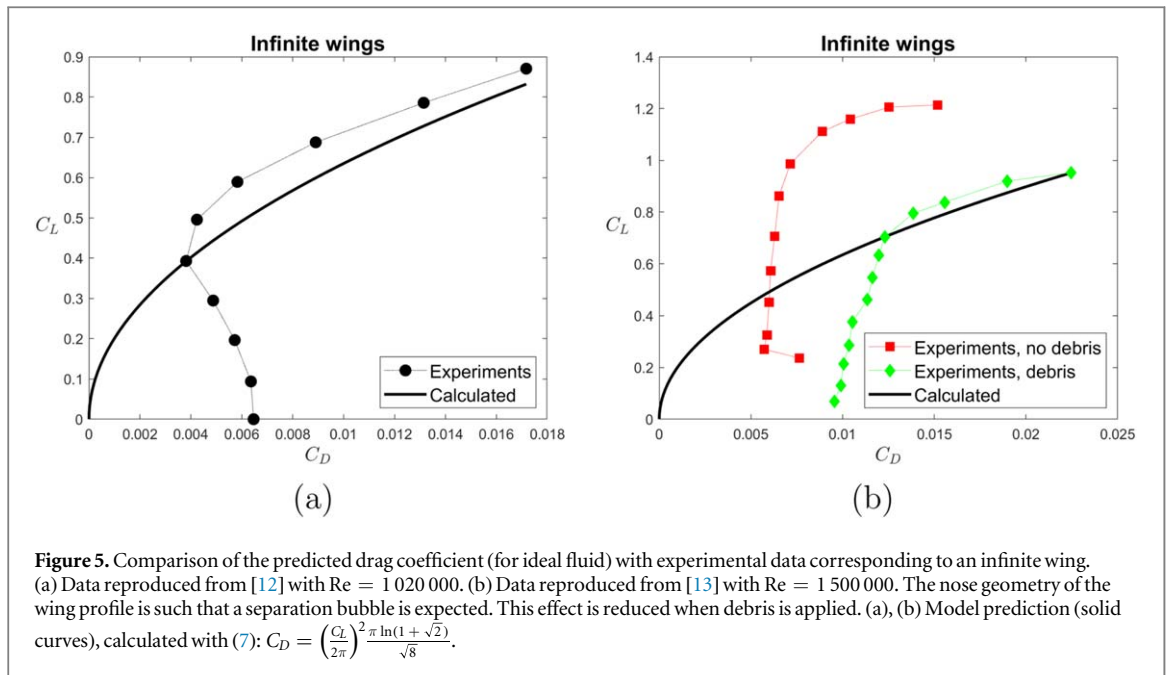 Infinite wings
0.9
0.8
0.7
0.6
0.5
0.4
0.3
0.2
0.1
0
C_L
0 0.002 0.004 0.006 0.008 0.01 0.012 0.014 0.016 0.018
C_D
Experiments
Calculated
(a)
Infinite wings
1.4
1.2
1
0.8
0.6
0.4
0.2
0
C_L
0 0.005 0.01 0.015 0.02 0.025
C_D
Experiments, no debris
Experiments, debris
Calculated
(b)
Figure 5. Comparison of the predicted drag coefficient (for ideal fluid) with experimental data corresponding to an infinite wing.
(a) Data reproduced from [12] with Re = 1 020 000. (b) Data reproduced from [13] with Re = 1 500 000. The nose geometry of the
wing profile is such that a separation bubble is expected. This effect is reduced when debris is applied. (a), (b) Model prediction (solid
curves), calculated with (7): C_D = (C_L/2π)² π ln(1 + √2)/√8.